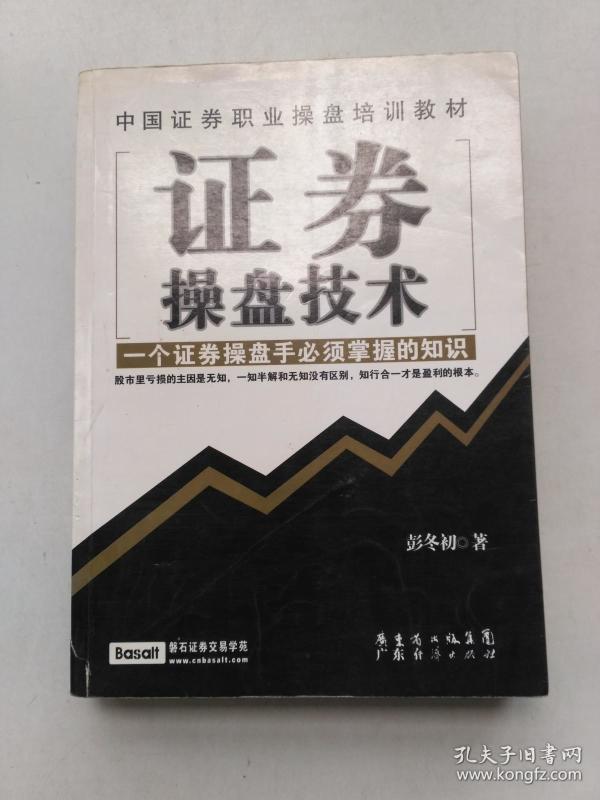 中国证券职业操盘培训教材
证券
操盘技术
一个证券操盘手必须掌握的知识
股市里亏损的主因是无知，一知半解和无知没有区别，知行合一才是盈利的根本。
彭冬初◎著
Basalt
磐石证券交易学苑
www.cnbasalt.com
廣東省出版集團
广东经济出版社
孔夫子旧书网
www.kongfz.com